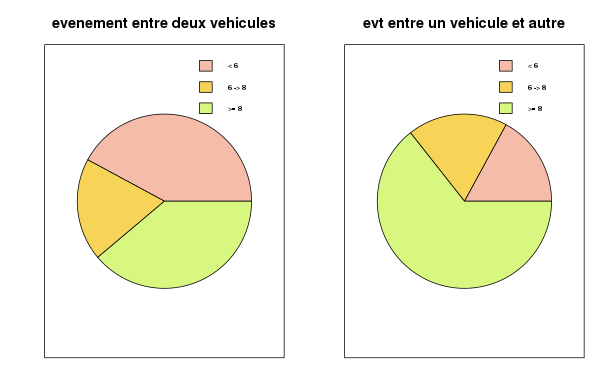 evenement entre deux vehicules
< 6
6 -> 8
>= 8
evt entre un vehicule et autre
< 6
6 -> 8
>= 8